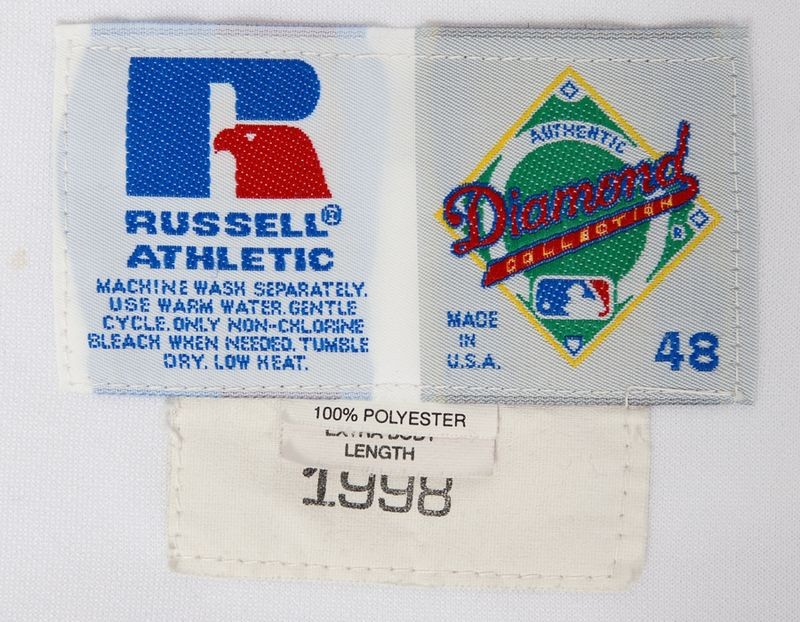 RUSSELL®
ATHLETIC
MACHINE WASH SEPARATELY.
USE WARM WATER.GENTLE
CYCLE.ONLY NON-CHLORINE
BLEACH WHEN NEEDED.TUMBLE
DRY. LOW HEAT.
AUTHENTIC
Diamond
COLLECTION
®
MADE
IN
U.S.A.
48
100% POLYESTER
EXTRA BODY
LENGTH
1998